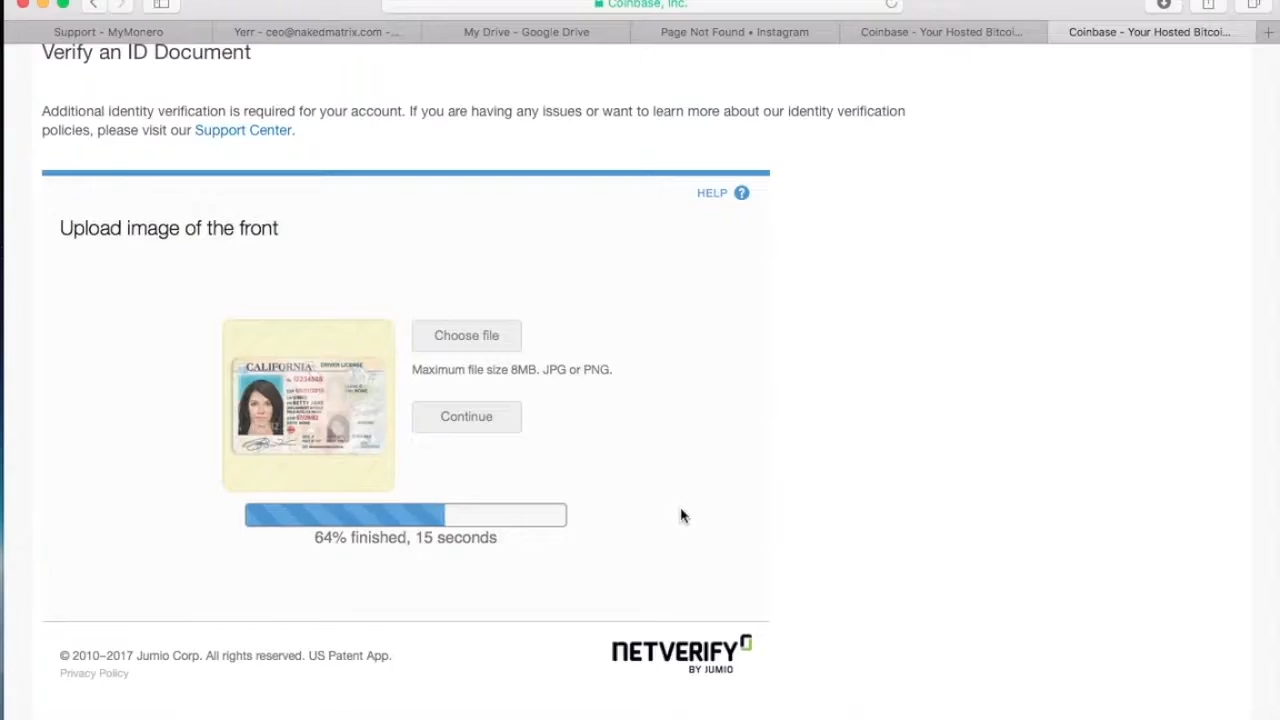 Coinbase, Inc.
Support - MyMonero
Yerr - ceo@nakedmatrix.com -...
My Drive - Google Drive
Page Not Found • Instagram
Coinbase - Your Hosted Bitcoi...
Coinbase - Your Hosted Bitcoi...
Verify an ID Document
Additional identity verification is required for your account. If you are having any issues or want to learn more about our identity verification
policies, please visit our Support Center.
HELP ?
Upload image of the front
Choose file
CALIFORNIA DRIVER LICENSE
Maximum file size 8MB. JPG or PNG.
Continue
64% finished, 15 seconds
© 2010–2017 Jumio Corp. All rights reserved. US Patent App.
NETVERIFY
BY JUMIO
Privacy Policy